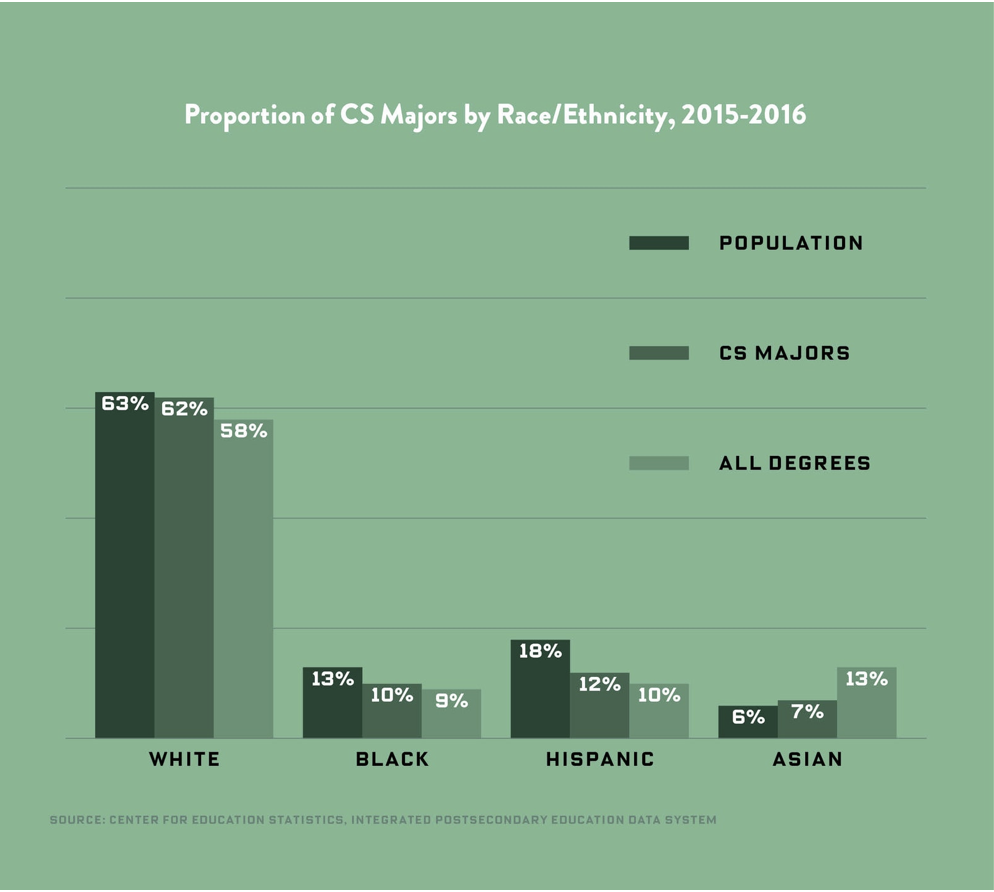 Proportion of CS Majors by Race/Ethnicity, 2015-2016
POPULATION
CS MAJORS
ALL DEGREES
63% 62% 58%
13% 10% 9%
18% 12% 10%
6% 7% 13%
WHITE BLACK HISPANIC ASIAN
SOURCE: CENTER FOR EDUCATION STATISTICS, INTEGRATED POSTSECONDARY EDUCATION DATA SYSTEM